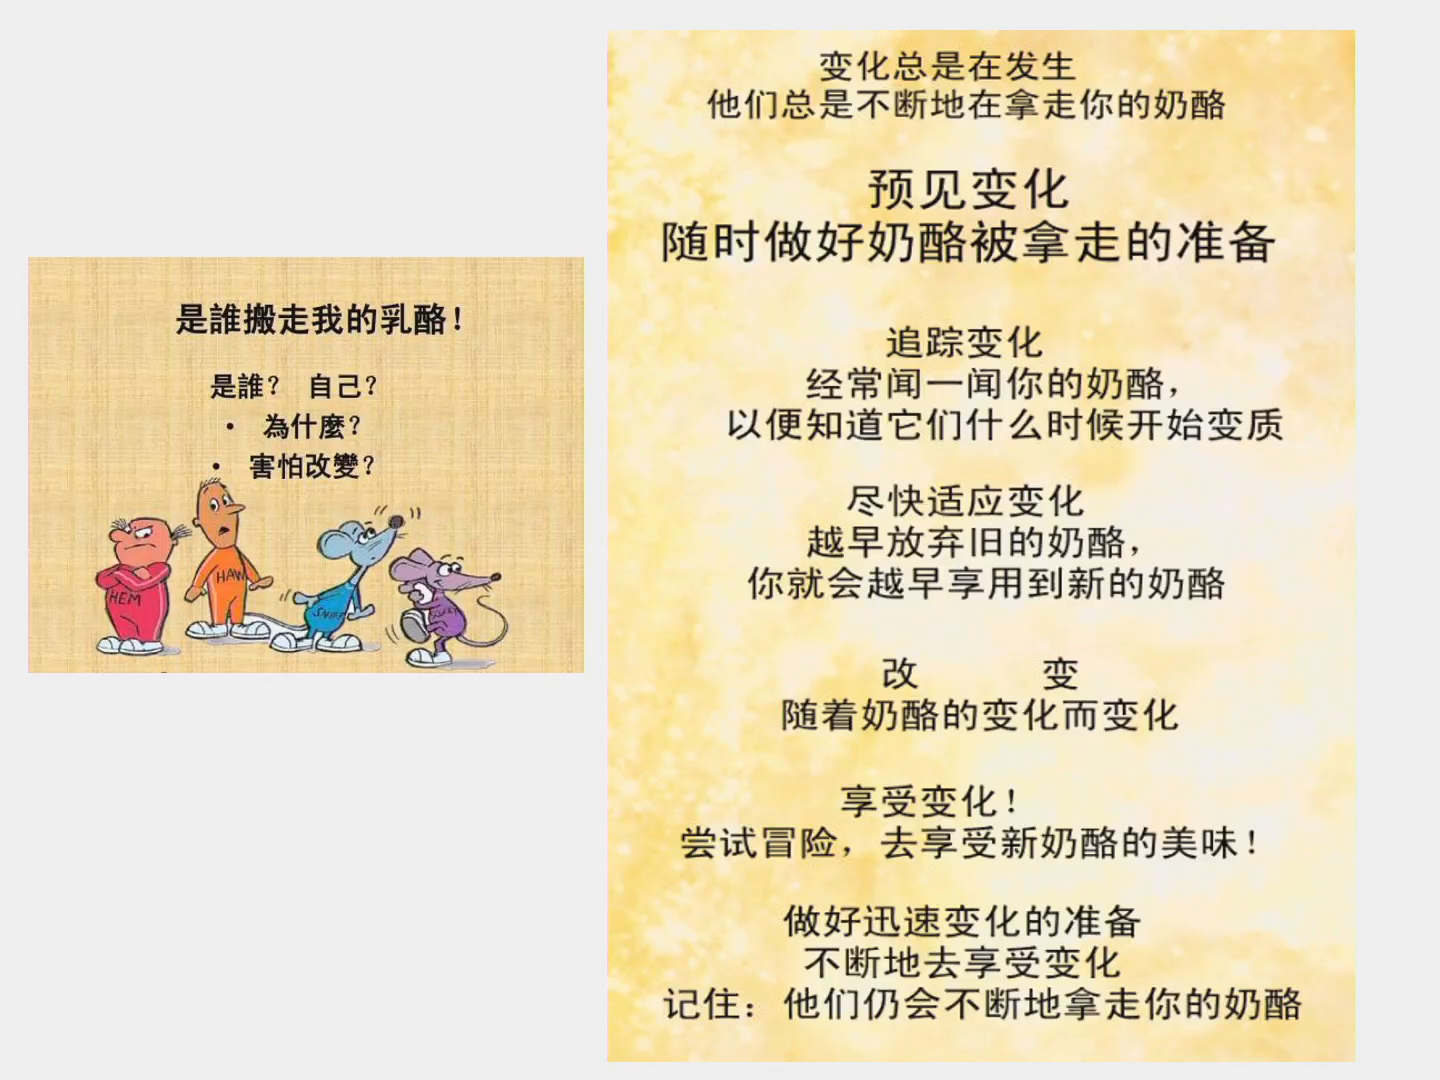 是誰搬走我的乳酪！
是誰？ 自己？
• 為什麼？
• 害怕改變？
HEM
HAW
SNIFF
变化总是在发生
他们总是不断地在拿走你的奶酪
预见变化
随时做好奶酪被拿走的准备
追踪变化
经常闻一闻你的奶酪，
以便知道它们什么时候开始变质
尽快适应变化
越早放弃旧的奶酪，
你就会越早享用到新的奶酪
改 变
随着奶酪的变化而变化
享受变化！
尝试冒险，去享受新奶酪的美味！
做好迅速变化的准备
不断地去享受变化
记住：他们仍会不断地拿走你的奶酪